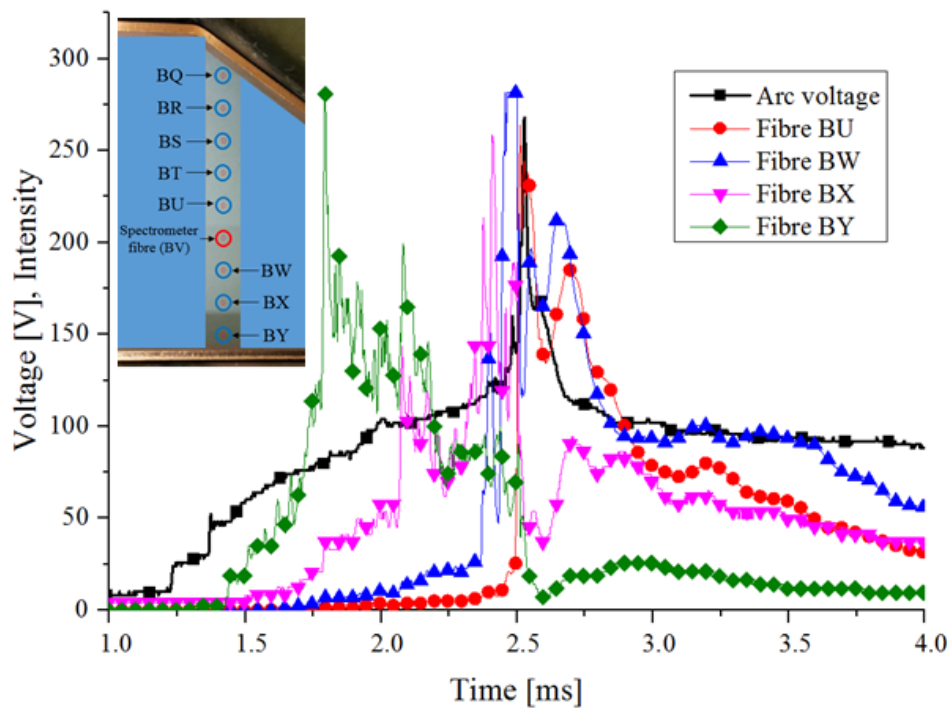 Voltage [V], Intensity
300
250
200
150
100
50
0
1.0 1.5 2.0 2.5 3.0 3.5 4.0
Time [ms]
BQ
BR
BS
BT
BU
Spectrometer
fibre (BV)
BW
BX
BY
Arc voltage
Fibre BU
Fibre BW
Fibre BX
Fibre BY